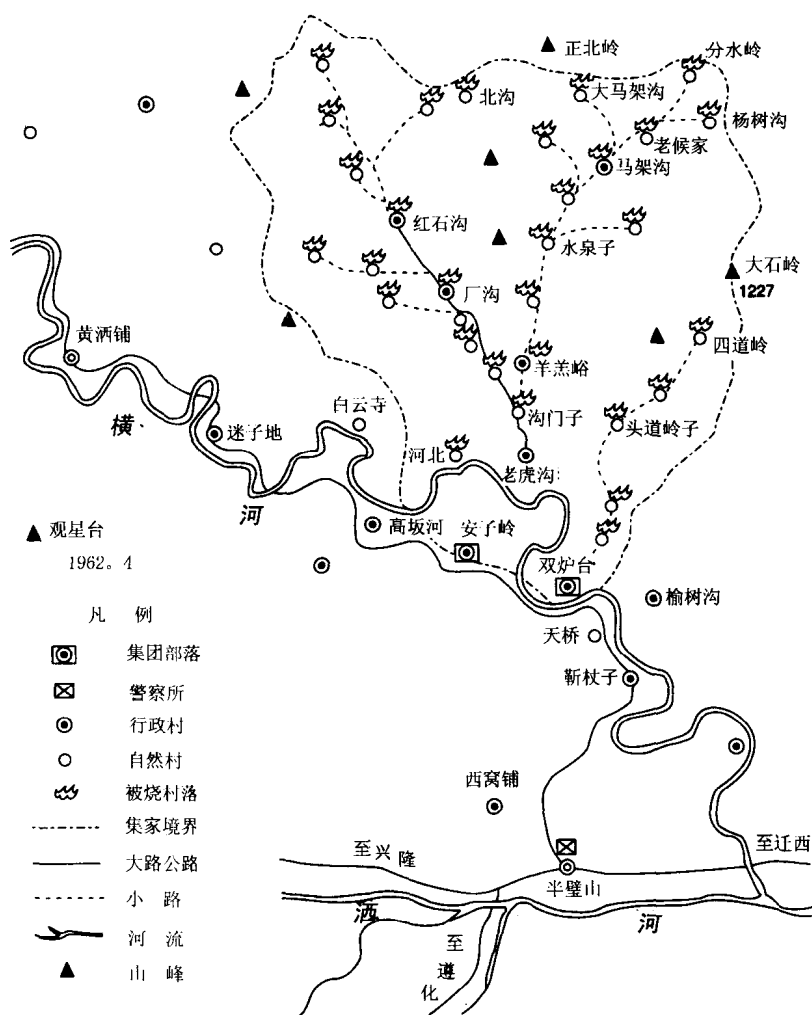 正北岭
分水岭
北沟
大马架沟
杨树沟
老候家
马架沟
红石沟
水泉子
大石岭
1227
厂沟
黄洒铺
四道岭
羊羔峪
白云寺
沟门子
头道岭子
横
迷子地
河北
老虎沟
河
高坂河
安子岭
观星台
1962。4
双炉台
榆树沟
凡 例
天桥
集团部落
靳杖子
警察所
行政村
自然村
西窝铺
被烧村落
集家境界
至兴隆
至迁西
大路公路
半壁山
小 路
洒
河
河 流
至遵化
山 峰